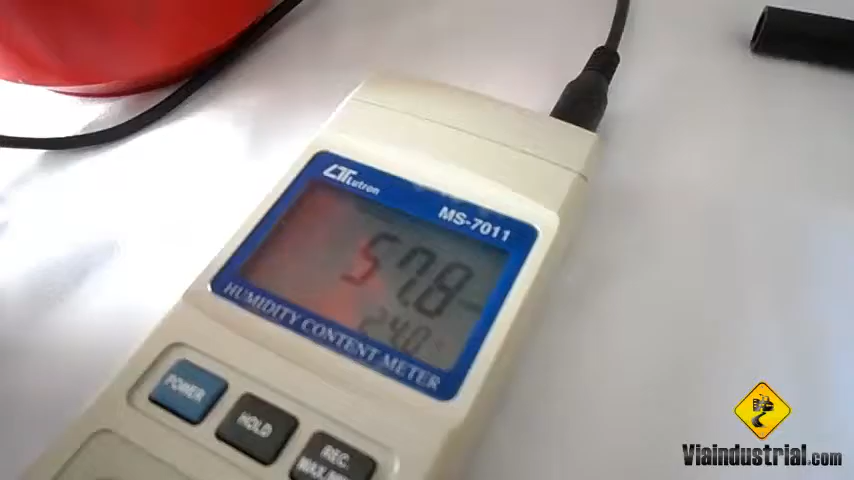 Lutron
MS-7011
57.8
24.0
HUMIDITY CONTENT METER
POWER
HOLD
REC.
Viaindustrial.com